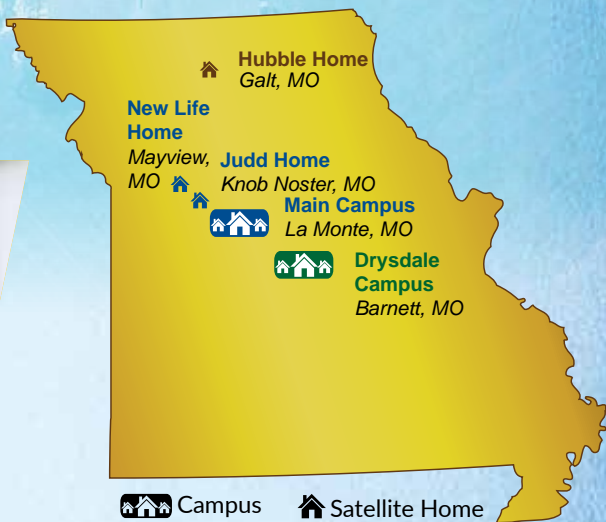 Hubble Home
Galt, MO
New Life
Home
Mayview,
MO
Judd Home
Knob Noster, MO
Main Campus
La Monte, MO
Drysdale
Campus
Barnett, MO
Campus
Satellite Home